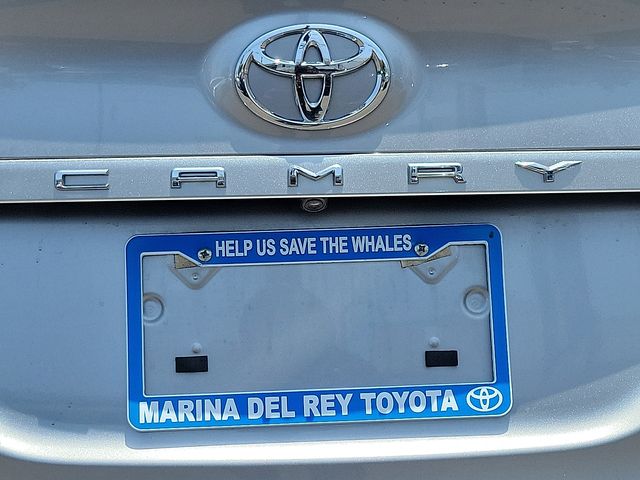 CAMRY
HELP US SAVE THE WHALES
MARINA DEL REY TOYOTA